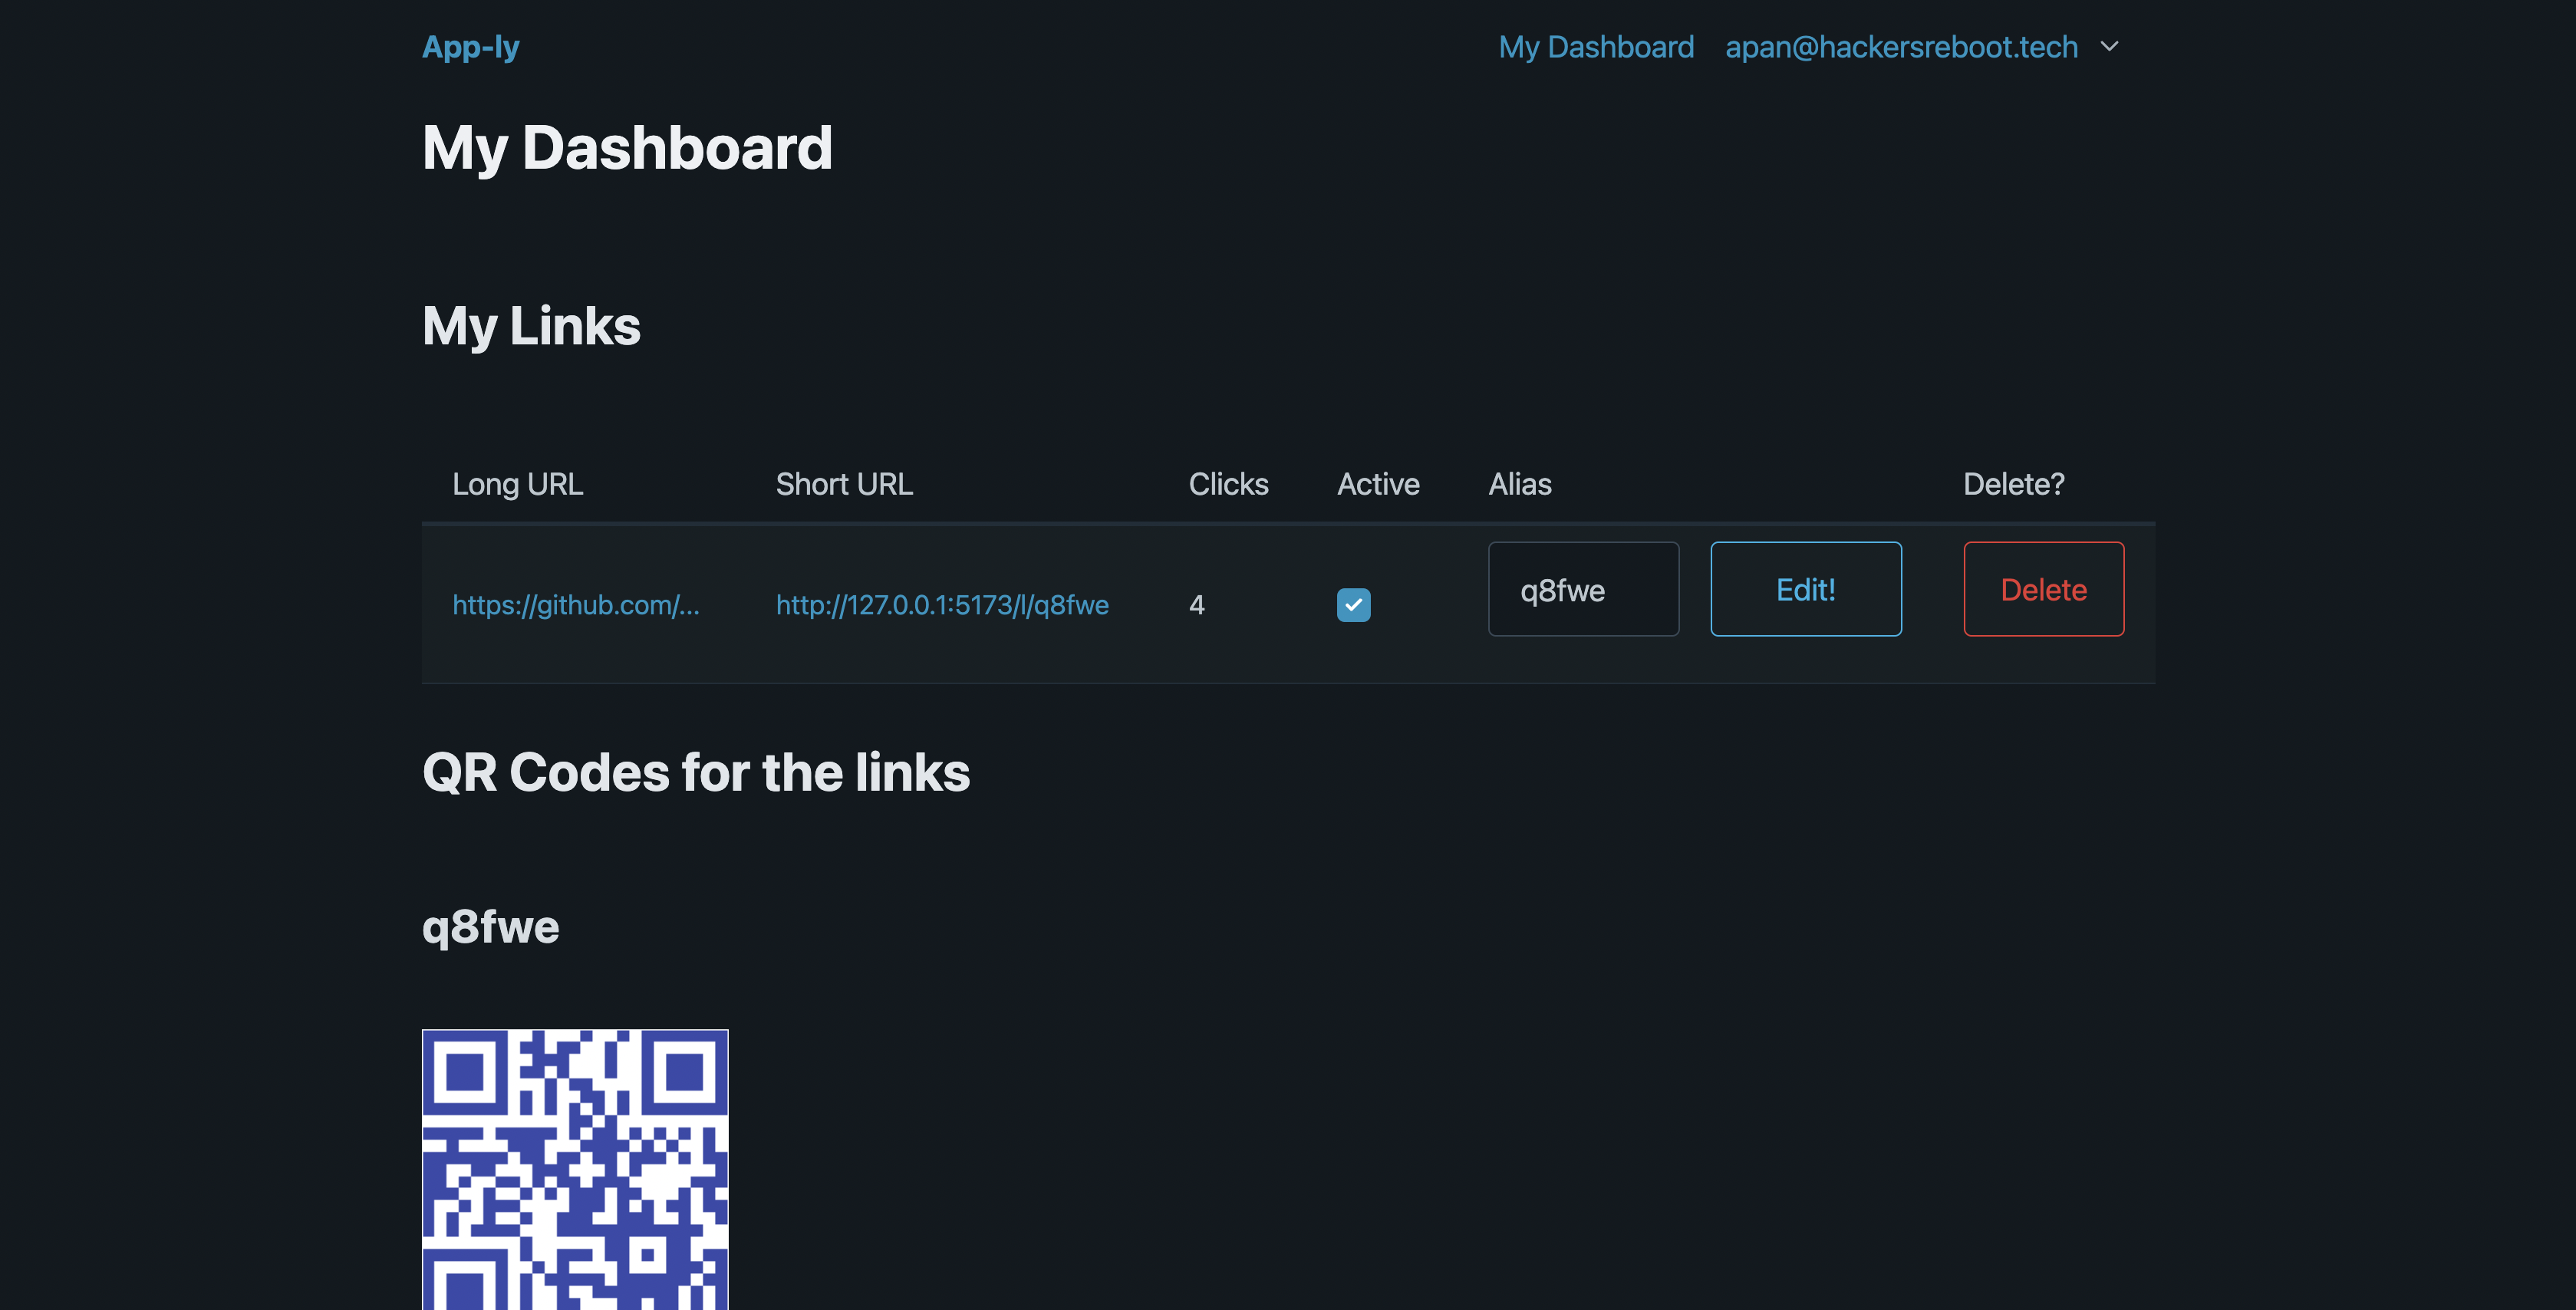 App-ly My Dashboard apan@hackersreboot.tech
My Dashboard
My Links
Long URL Short URL Clicks Active Alias Delete?
https://github.com/... http://127.0.0.1:5173/l/q8fwe 4 q8fwe Edit! Delete
QR Codes for the links
q8fwe